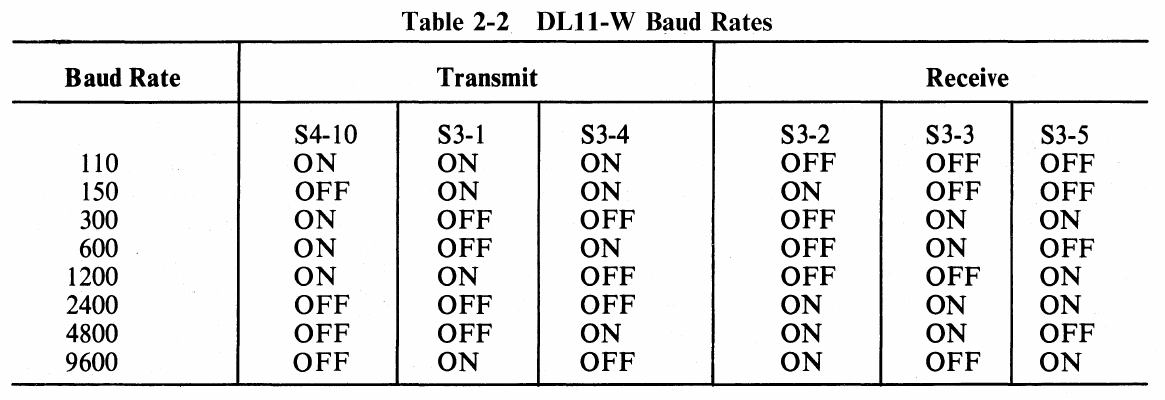 Table 2-2 DL11-W Baud Rates
Baud Rate Transmit Receive
S4-10 S3-1 S3-4 S3-2 S3-3 S3-5
110 ON ON ON OFF OFF OFF
150 OFF ON ON ON OFF OFF
300 ON OFF OFF OFF ON ON
600 ON OFF ON OFF ON OFF
1200 ON ON OFF OFF OFF ON
2400 OFF OFF OFF ON ON ON
4800 OFF OFF ON ON ON OFF
9600 OFF ON OFF ON OFF ON